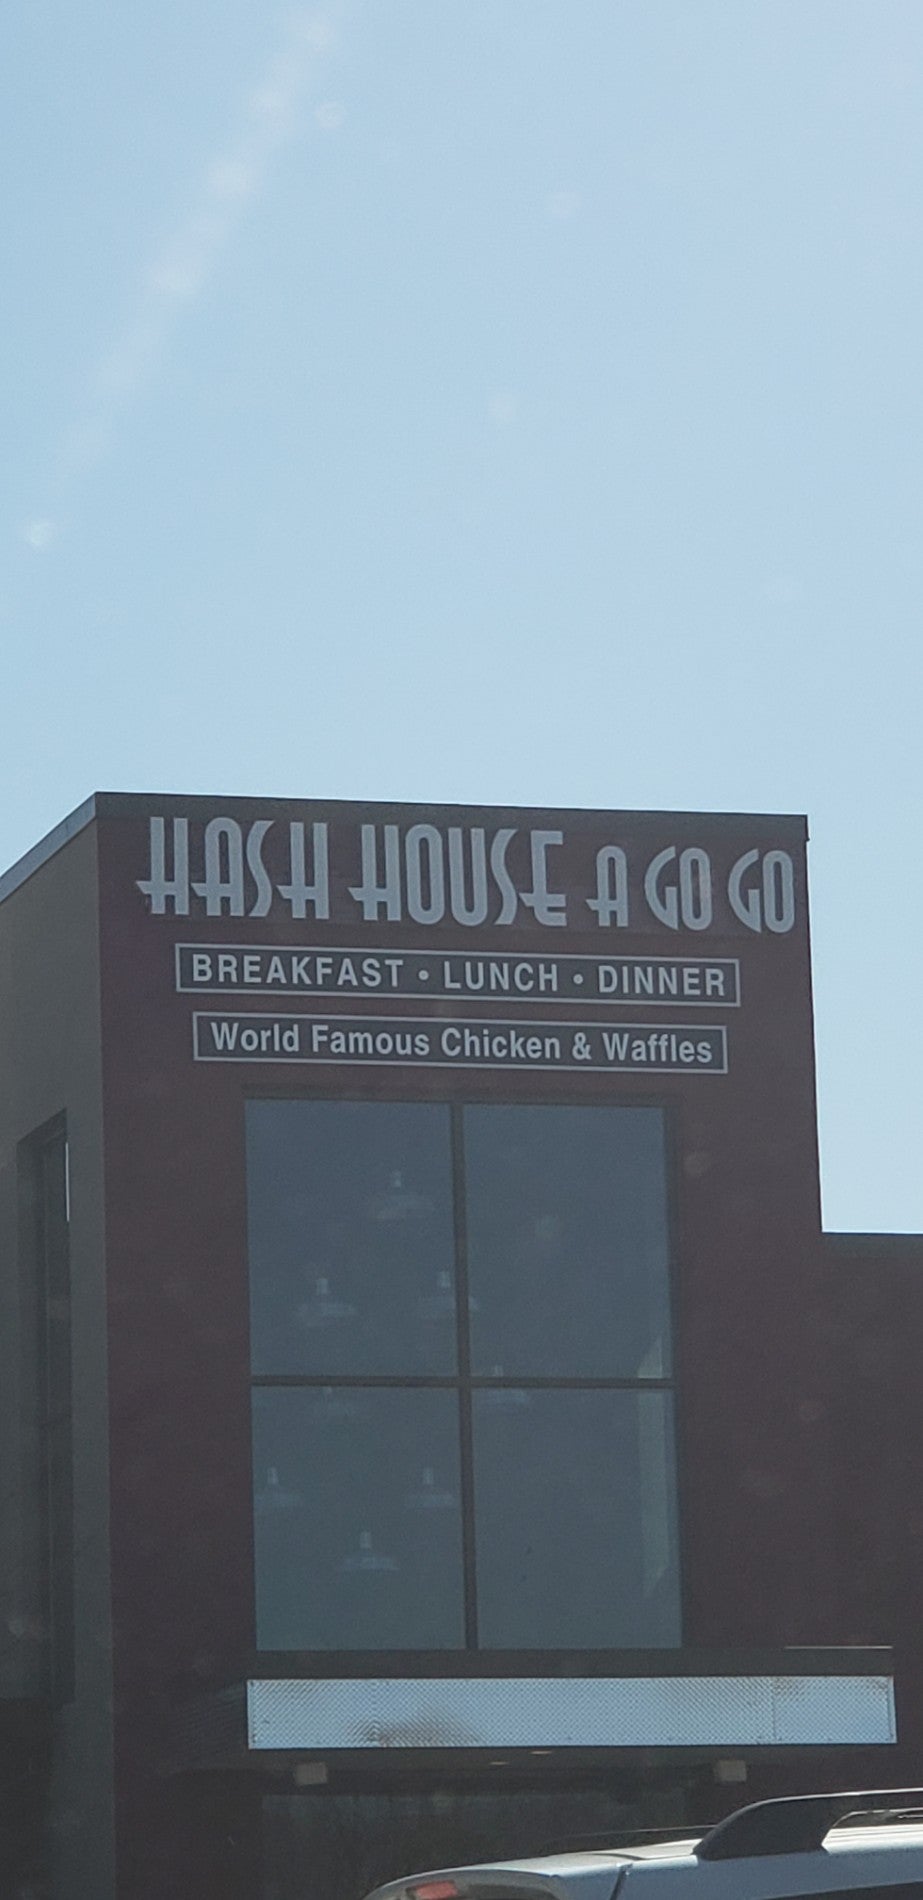 HASH HOUSE A GO GO
BREAKFAST • LUNCH • DINNER
World Famous Chicken & Waffles